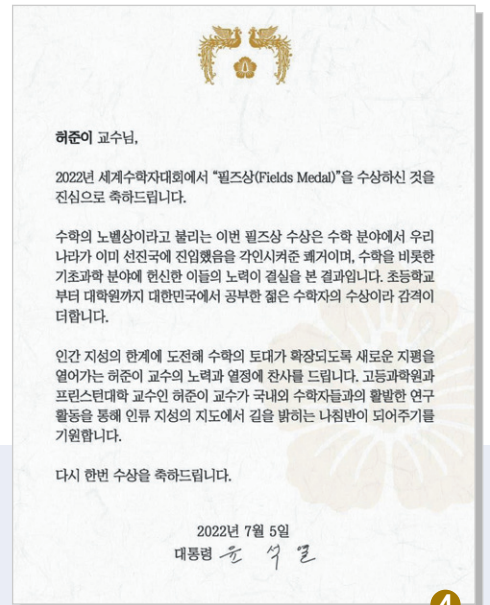 허준이 교수님,
2022년 세계수학자대회에서 “필즈상(Fields Medal)”을 수상하신 것을
진심으로 축하드립니다.
수학의 노벨상이라고 불리는 이번 필즈상 수상은 수학 분야에서 우리
나라가 이미 선진국에 진입했음을 각인시켜준 쾌거이며, 수학을 비롯한
기초과학 분야에 헌신한 이들의 노력이 결실을 본 결과입니다. 초등학교
부터 대학원까지 대한민국에서 공부한 젊은 수학자의 수상이라 감격이
더합니다.
인간 지성의 한계에 도전해 수학의 토대가 확장되도록 새로운 지평을
열어가는 허준이 교수의 노력과 열정에 찬사를 드립니다. 고등과학원과
프린스턴대학 교수인 허준이 교수가 국내외 수학자들과의 활발한 연구
활동을 통해 인류 지성의 지도에서 길을 밝히는 나침반이 되어주기를
기원합니다.
다시 한번 수상을 축하드립니다.
2022년 7월 5일
대통령 윤석열
4